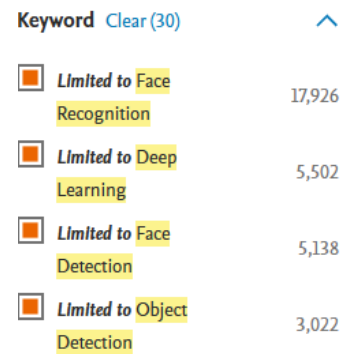 Keyword Clear (30)
Limited to Face
Recognition
17,926
Limited to Deep
Learning
5,502
Limited to Face
Detection
5,138
Limited to Object
Detection
3,022